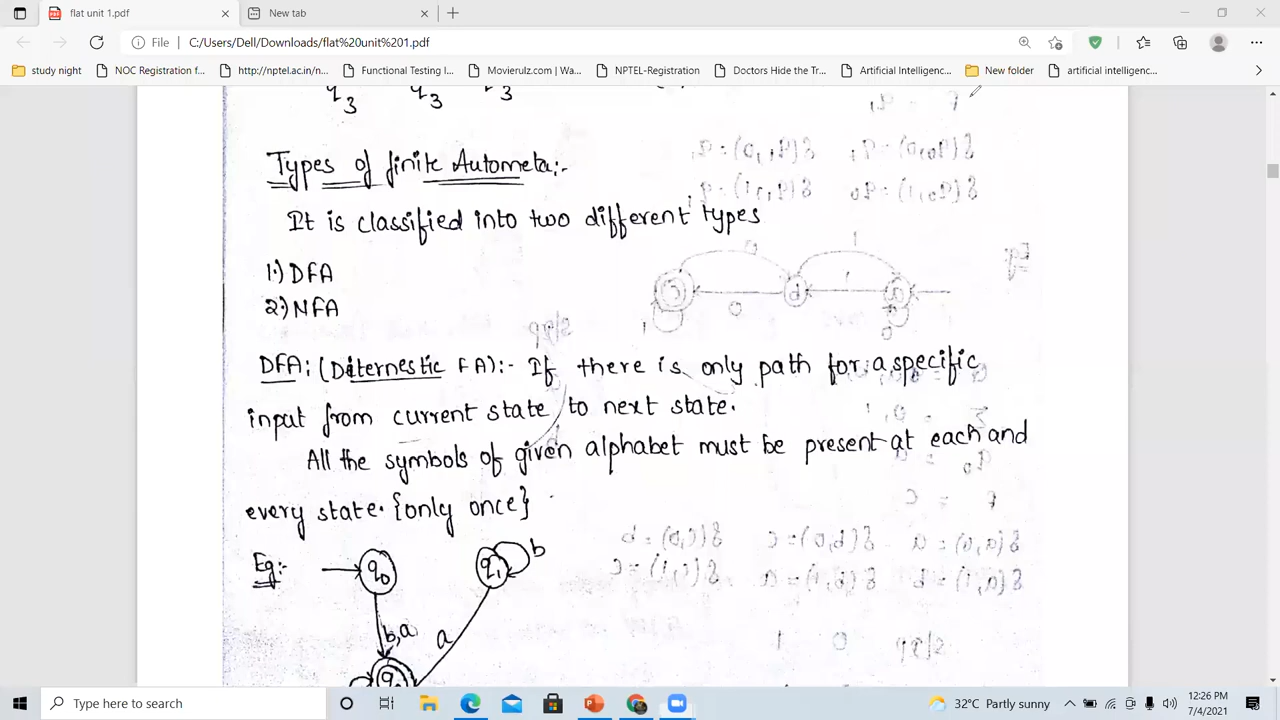 flat unit 1.pdf
New tab
File
C:/Users/Dell/Downloads/flat%20unit%201.pdf
study night
NOC Registration f...
http://nptel.ac.in/n...
Functional Testing I...
Movierulz.com | Wa...
NPTEL-Registration
Doctors Hide the Tr...
Artificial Intelligenc...
New folder
artificial intelligenc...
q3 q3
Types of finite Autometa:-
It is classified into two different types
1.) DFA
2.) NFA
DFA: (Diternestic FA):- If there is only path for a specific
input from current state to next state.
All the symbols of given alphabet must be present at each and
every state. {only once}
Eg:-
q0 q1 b
b,a a
Type here to search
32°C Partly sunny
12:26 PM
7/4/2021